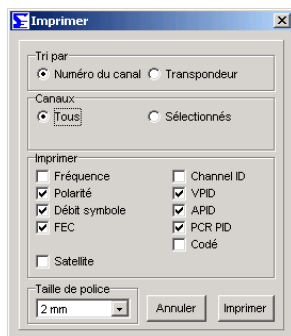 Imprimer
Tri par
Numéro du canal Transpondeur
Canaux
Tous Sélectionnés
Imprimer
Fréquence Channel ID
Polarité VPID
Débit symbole APID
FEC PCR PID
Codé
Satellite
Taille de police
2 mm Annuler Imprimer